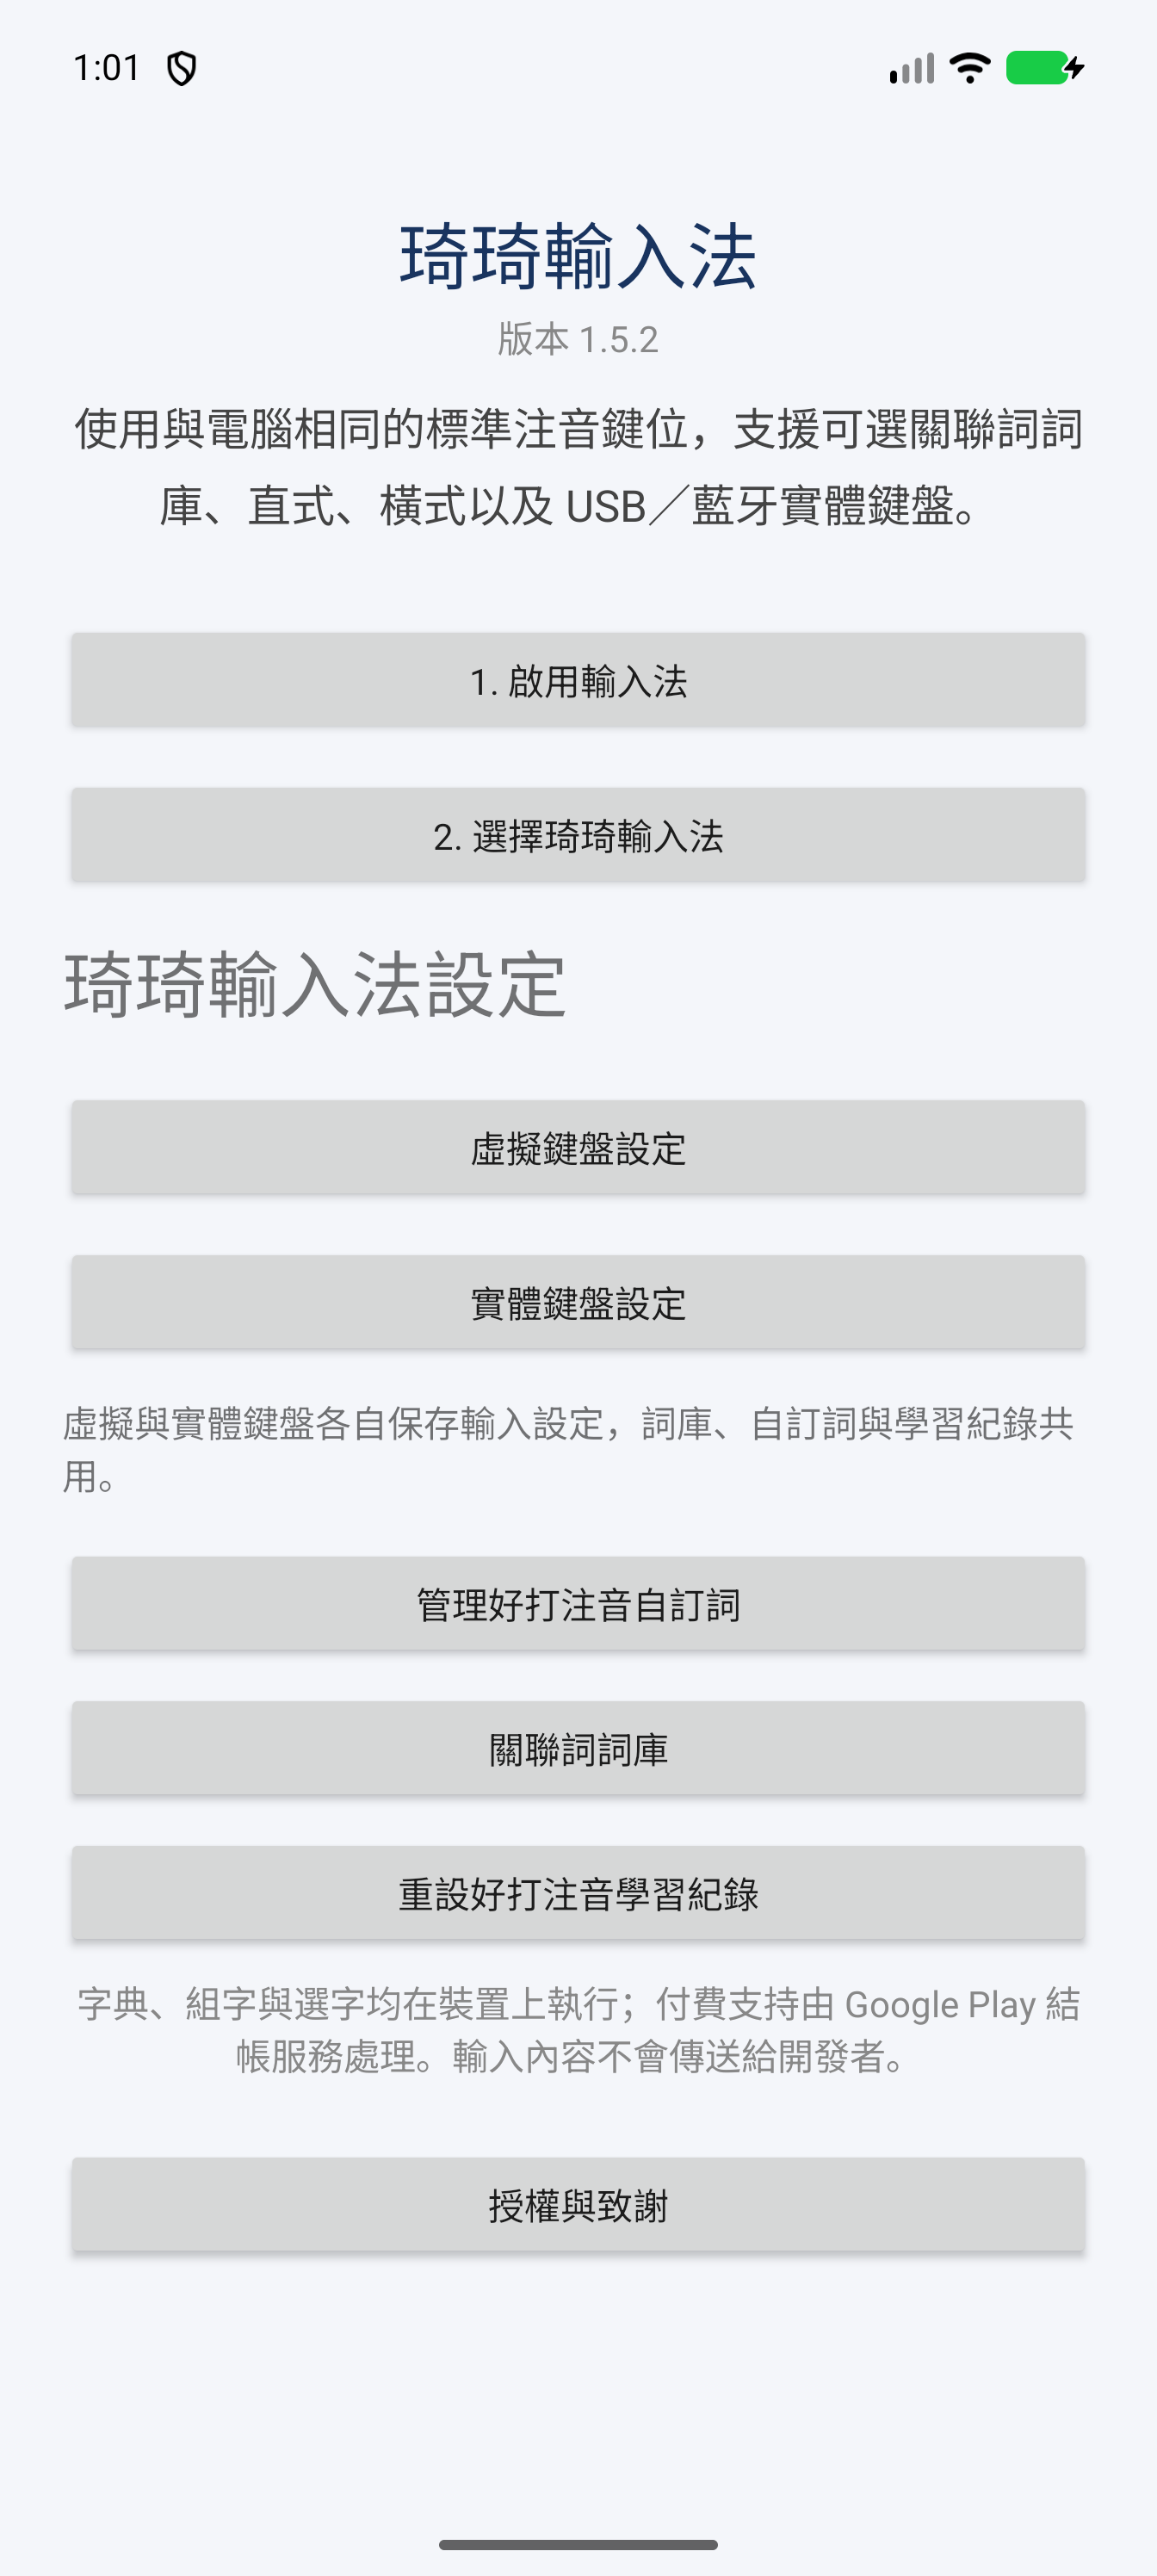 1:01
琦琦輸入法
版本 1.5.2
使用與電腦相同的標準注音鍵位，支援可選關聯詞詞
庫、直式、橫式以及 USB／藍牙實體鍵盤。
1. 啟用輸入法
2. 選擇琦琦輸入法
琦琦輸入法設定
虛擬鍵盤設定
實體鍵盤設定
虛擬與實體鍵盤各自保存輸入設定，詞庫、自訂詞與學習紀錄共
用。
管理好打注音自訂詞
關聯詞詞庫
重設好打注音學習紀錄
字典、組字與選字均在裝置上執行；付費支持由 Google Play 結
帳服務處理。輸入內容不會傳送給開發者。
授權與致謝